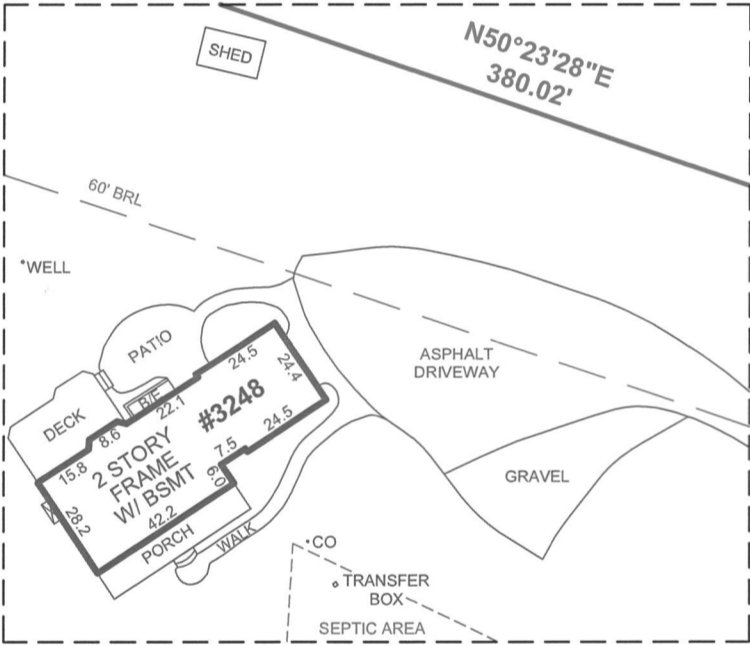 SHED
N50°23'28"E
380.02'
60' BRL
WELL
PATIO
ASPHALT
DRIVEWAY
24.5
24.4
B/E
22.1
#3248
DECK
8.6
24.5
7.5
15.8
2 STORY
FRAME
W/ BSMT
6.0
GRAVEL
28.2
42.2
PORCH
WALK
CO
TRANSFER
BOX
SEPTIC AREA